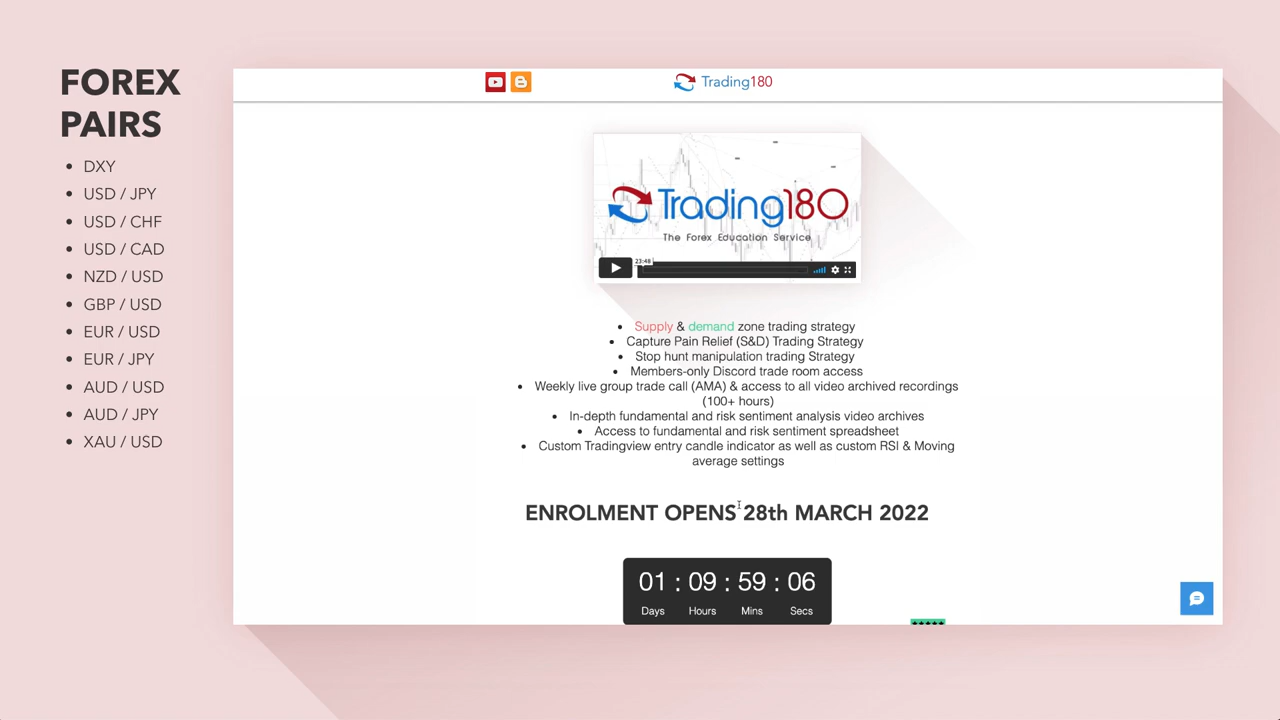 FOREX
PAIRS
• DXY
• USD / JPY
• USD / CHF
• USD / CAD
• NZD / USD
• GBP / USD
• EUR / USD
• EUR / JPY
• AUD / USD
• AUD / JPY
• XAU / USD
Trading180
Trading180
The Forex Education Service
23:48
• Supply & demand zone trading strategy
• Capture Pain Relief (S&D) Trading Strategy
• Stop hunt manipulation trading Strategy
• Members-only Discord trade room access
• Weekly live group trade call (AMA) & access to all video archived recordings
(100+ hours)
• In-depth fundamental and risk sentiment analysis video archives
• Access to fundamental and risk sentiment spreadsheet
• Custom Tradingview entry candle indicator as well as custom RSI & Moving
average settings
ENROLMENT OPENS 28th MARCH 2022
01 : 09 : 59 : 06
Days Hours Mins Secs